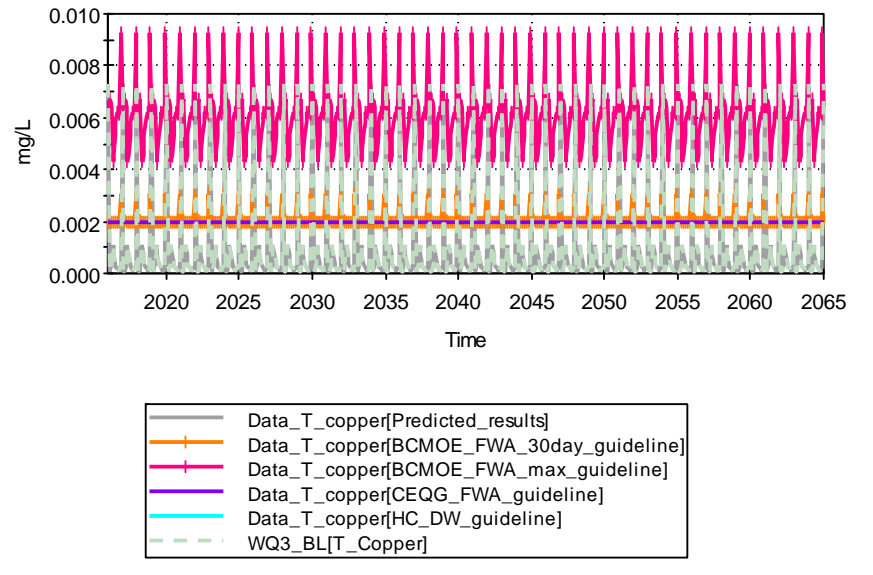 0.010
0.008
0.006
0.004
0.002
0.000
mg/L
2020 2025 2030 2035 2040 2045 2050 2055 2060 2065
Time
Data_T_copper[Predicted_results]
Data_T_copper[BCMOE_FWA_30day_guideline]
Data_T_copper[BCMOE_FWA_max_guideline]
Data_T_copper[CEQG_FWA_guideline]
Data_T_copper[HC_DW_guideline]
WQ3_BL[T_Copper]